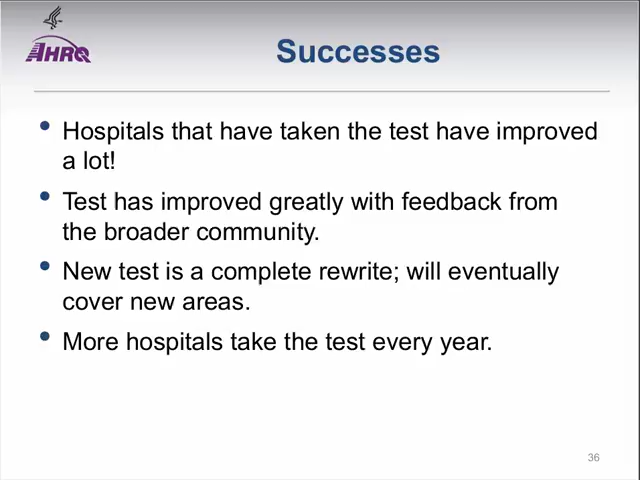 AHRQ
Successes
• Hospitals that have taken the test have improved
a lot!
• Test has improved greatly with feedback from
the broader community.
• New test is a complete rewrite; will eventually
cover new areas.
• More hospitals take the test every year.
36